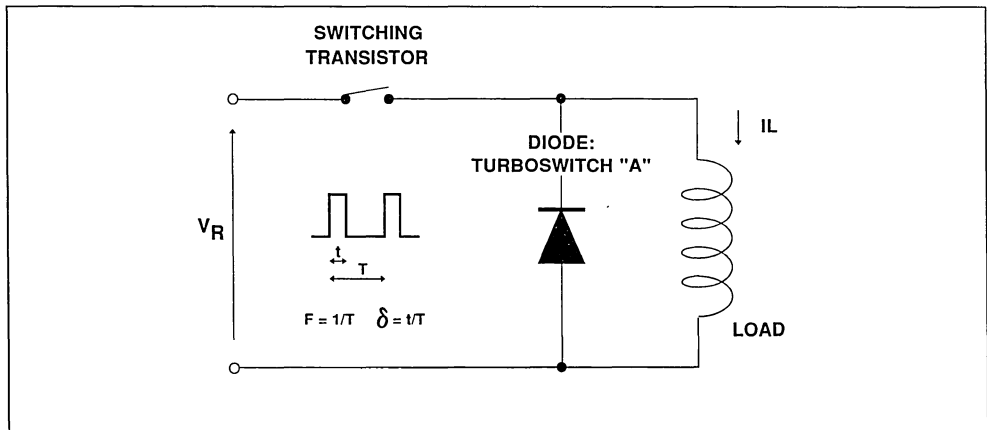 SWITCHING
TRANSISTOR
IL
DIODE:
TURBOSWITCH "A"
VR
t
T
F = 1/T δ = t/T
LOAD